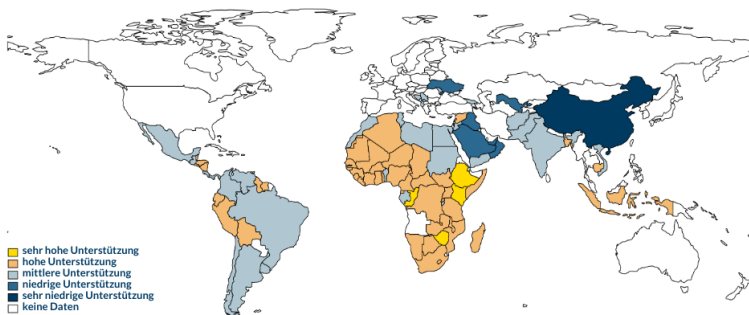 sehr hohe Unterstützung
hohe Unterstützung
mittlere Unterstützung
niedrige Unterstützung
sehr niedrige Unterstützung
keine Daten